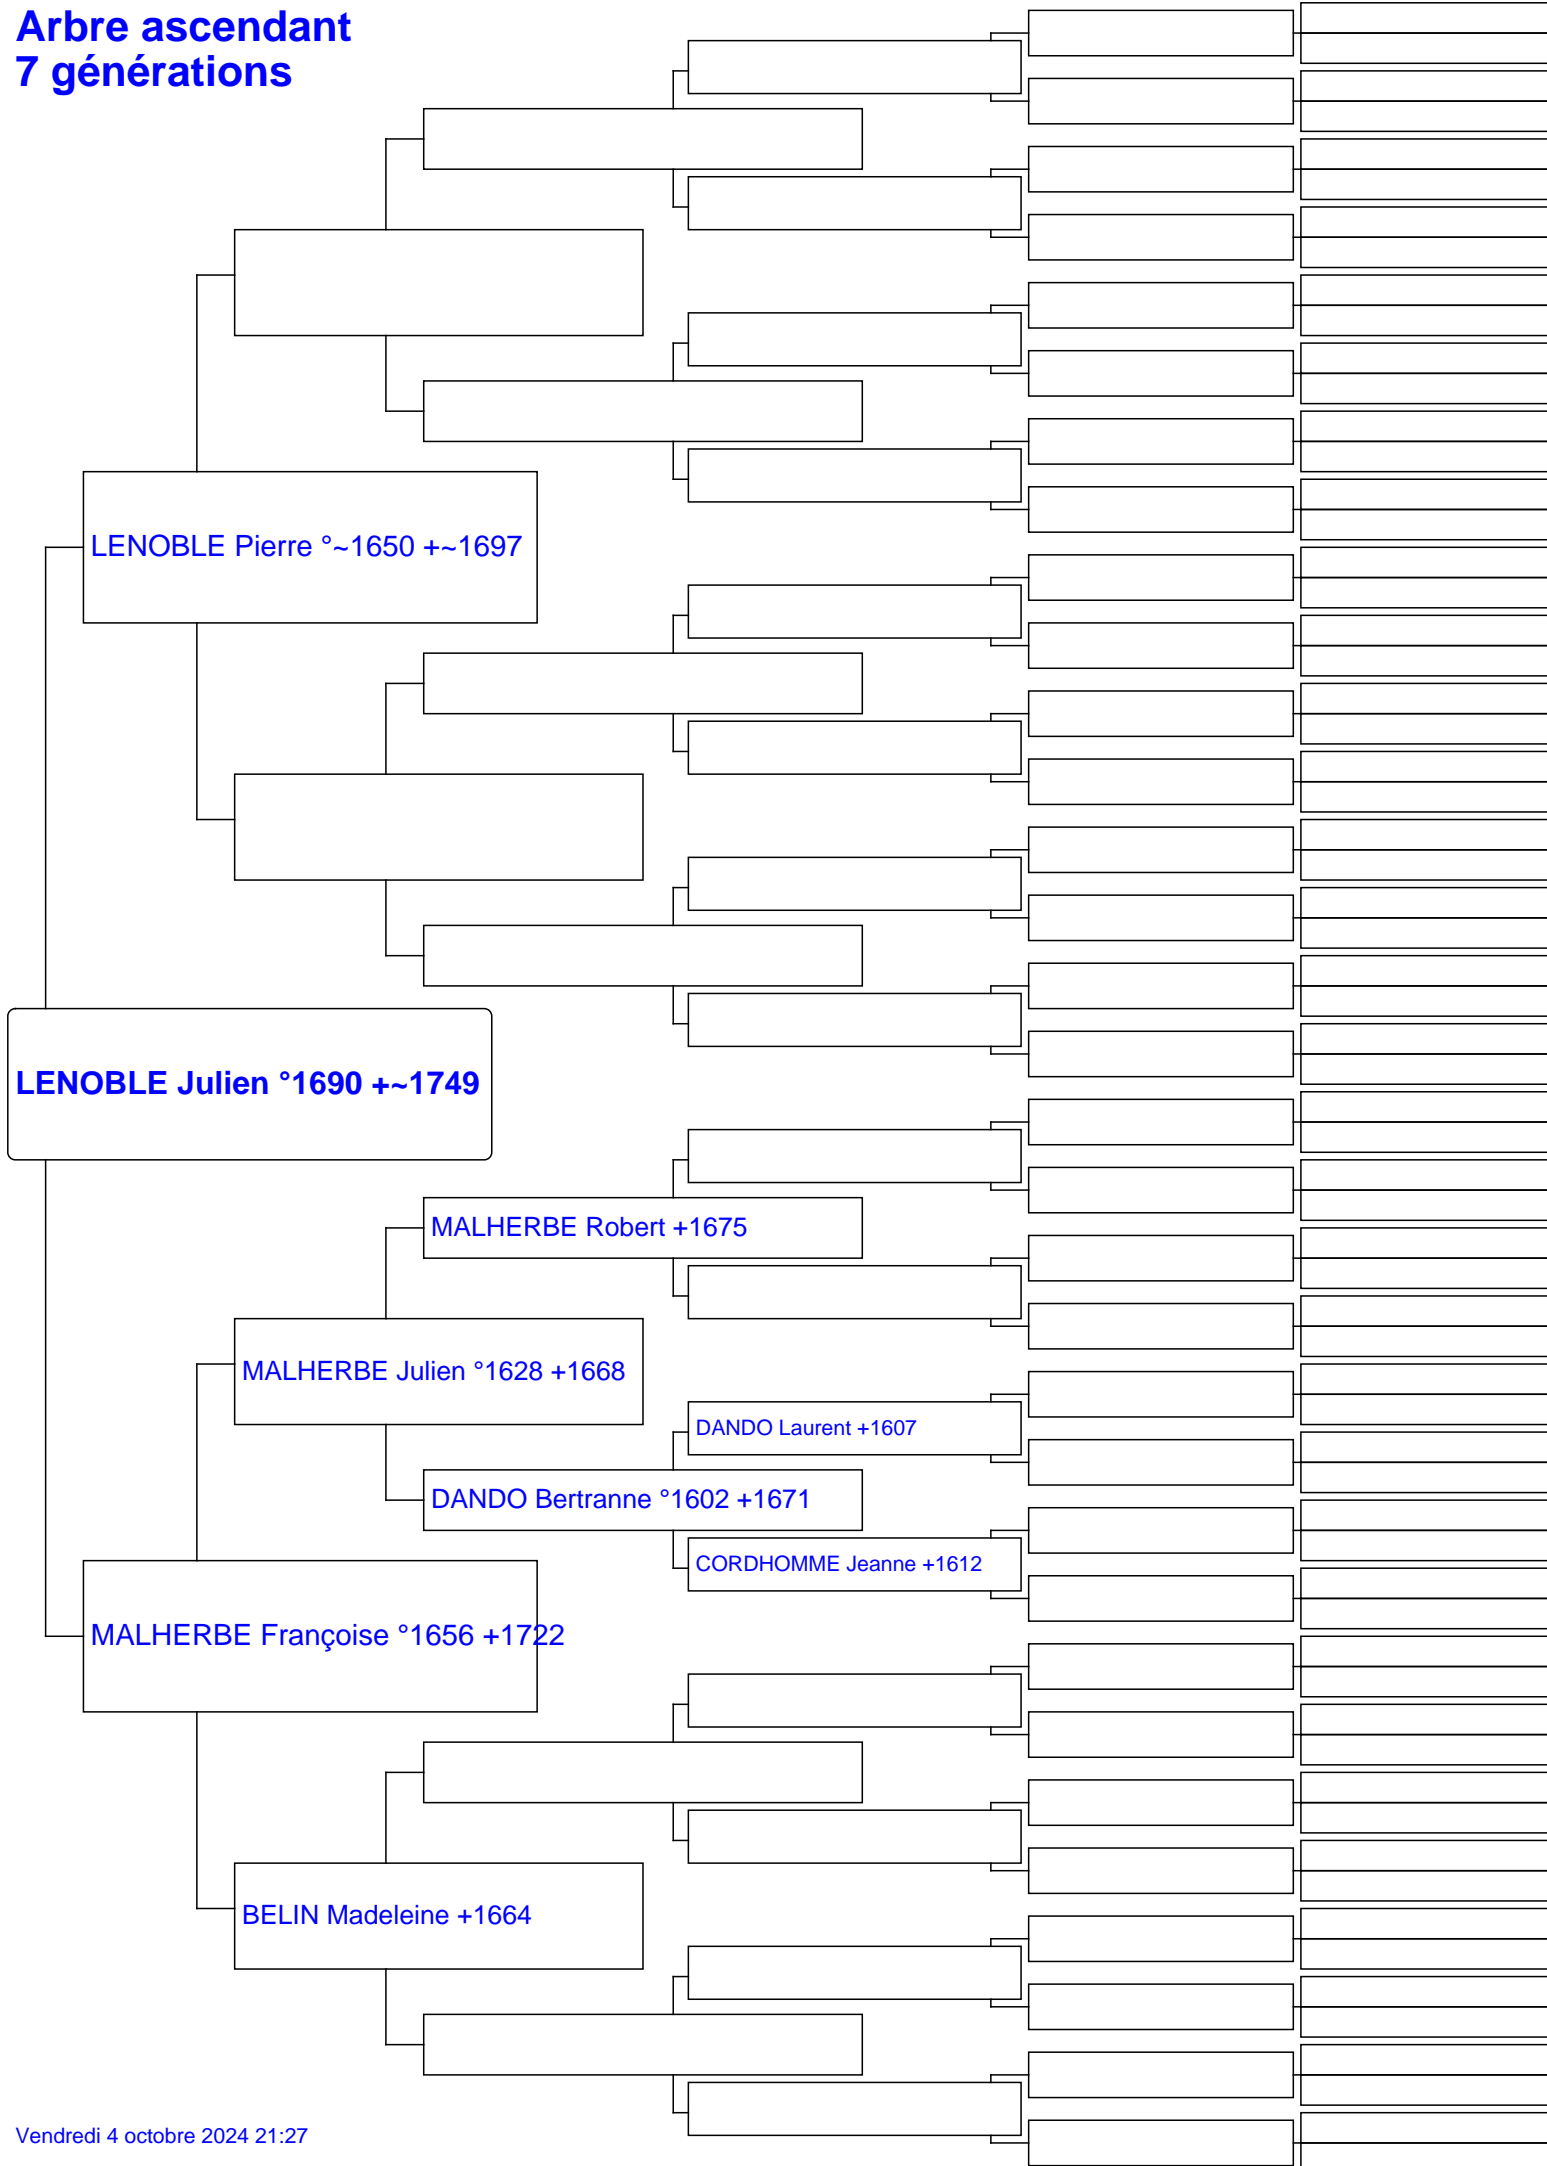 Arbre ascendant
7 générations
LENOBLE Pierre °~1650 +~1697
LENOBLE Julien °1690 +~1749
MALHERBE Robert +1675
MALHERBE Julien °1628 +1668
DANDO Laurent +1607
DANDO Bertranne °1602 +1671
CORDHOMME Jeanne +1612
MALHERBE Françoise °1656 +1722
BELIN Madeleine +1664
Vendredi 4 octobre 2024 21:27